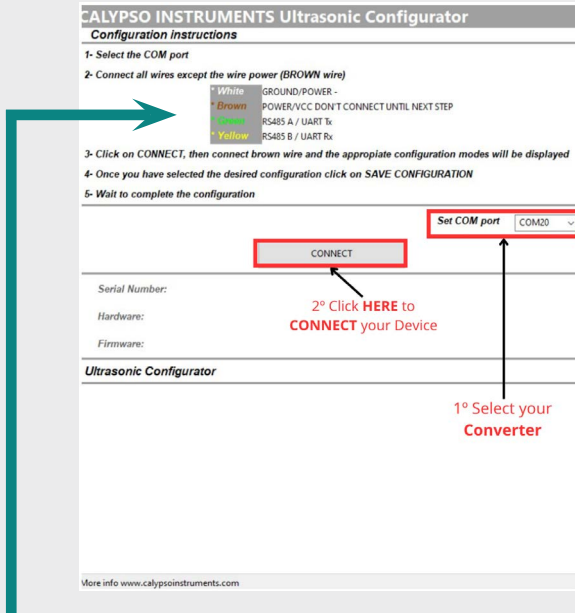 CALYPSO INSTRUMENTS Ultrasonic Configurator
Configuration instructions
1- Select the COM port
2- Connect all wires except the wire power (BROWN wire)
* White GROUND/POWER -
* Brown POWER/VCC DON'T CONNECT UNTIL NEXT STEP
* Green RS485 A / UART Tx
* Yellow RS485 B / UART Rx
3- Click on CONNECT, then connect brown wire and the appropiate configuration modes will be displayed
4- Once you have selected the desired configuration click on SAVE CONFIGURATION
5- Wait to complete the configuration
Set COM port COM20
CONNECT
Serial Number:
Hardware:
Firmware:
2º Click HERE to
CONNECT your Device
Ultrasonic Configurator
1º Select your
Converter
More info www.calypsoinstruments.com